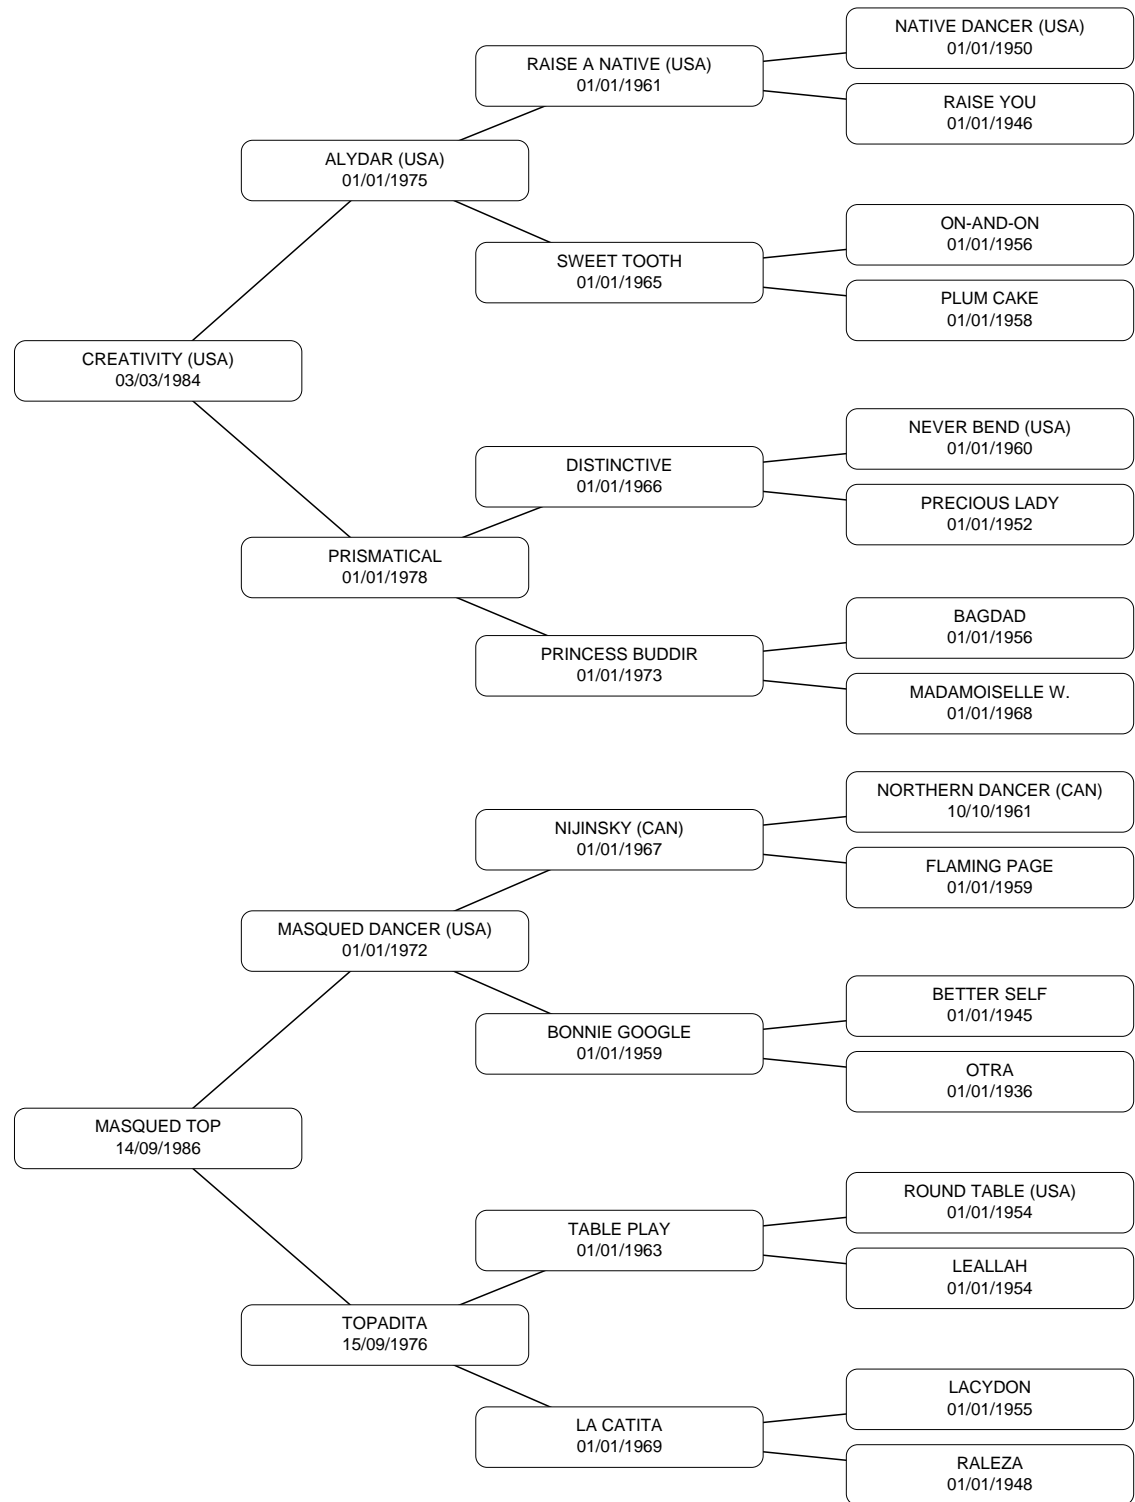 NATIVE DANCER (USA)
01/01/1950
RAISE A NATIVE (USA)
01/01/1961
RAISE YOU
01/01/1946
ALYDAR (USA)
01/01/1975
ON-AND-ON
01/01/1956
SWEET TOOTH
01/01/1965
PLUM CAKE
01/01/1958
CREATIVITY (USA)
03/03/1984
NEVER BEND (USA)
01/01/1960
DISTINCTIVE
01/01/1966
PRECIOUS LADY
01/01/1952
PRISMATICAL
01/01/1978
BAGDAD
01/01/1956
PRINCESS BUDDIR
01/01/1973
MADAMOISELLE W.
01/01/1968
NORTHERN DANCER (CAN)
10/10/1961
NIJINSKY (CAN)
01/01/1967
FLAMING PAGE
01/01/1959
MASQUED DANCER (USA)
01/01/1972
BETTER SELF
01/01/1945
BONNIE GOOGLE
01/01/1959
OTRA
01/01/1936
MASQUED TOP
14/09/1986
ROUND TABLE (USA)
01/01/1954
TABLE PLAY
01/01/1963
LEALLAH
01/01/1954
TOPADITA
15/09/1976
LACYDON
01/01/1955
LA CATITA
01/01/1969
RALEZA
01/01/1948